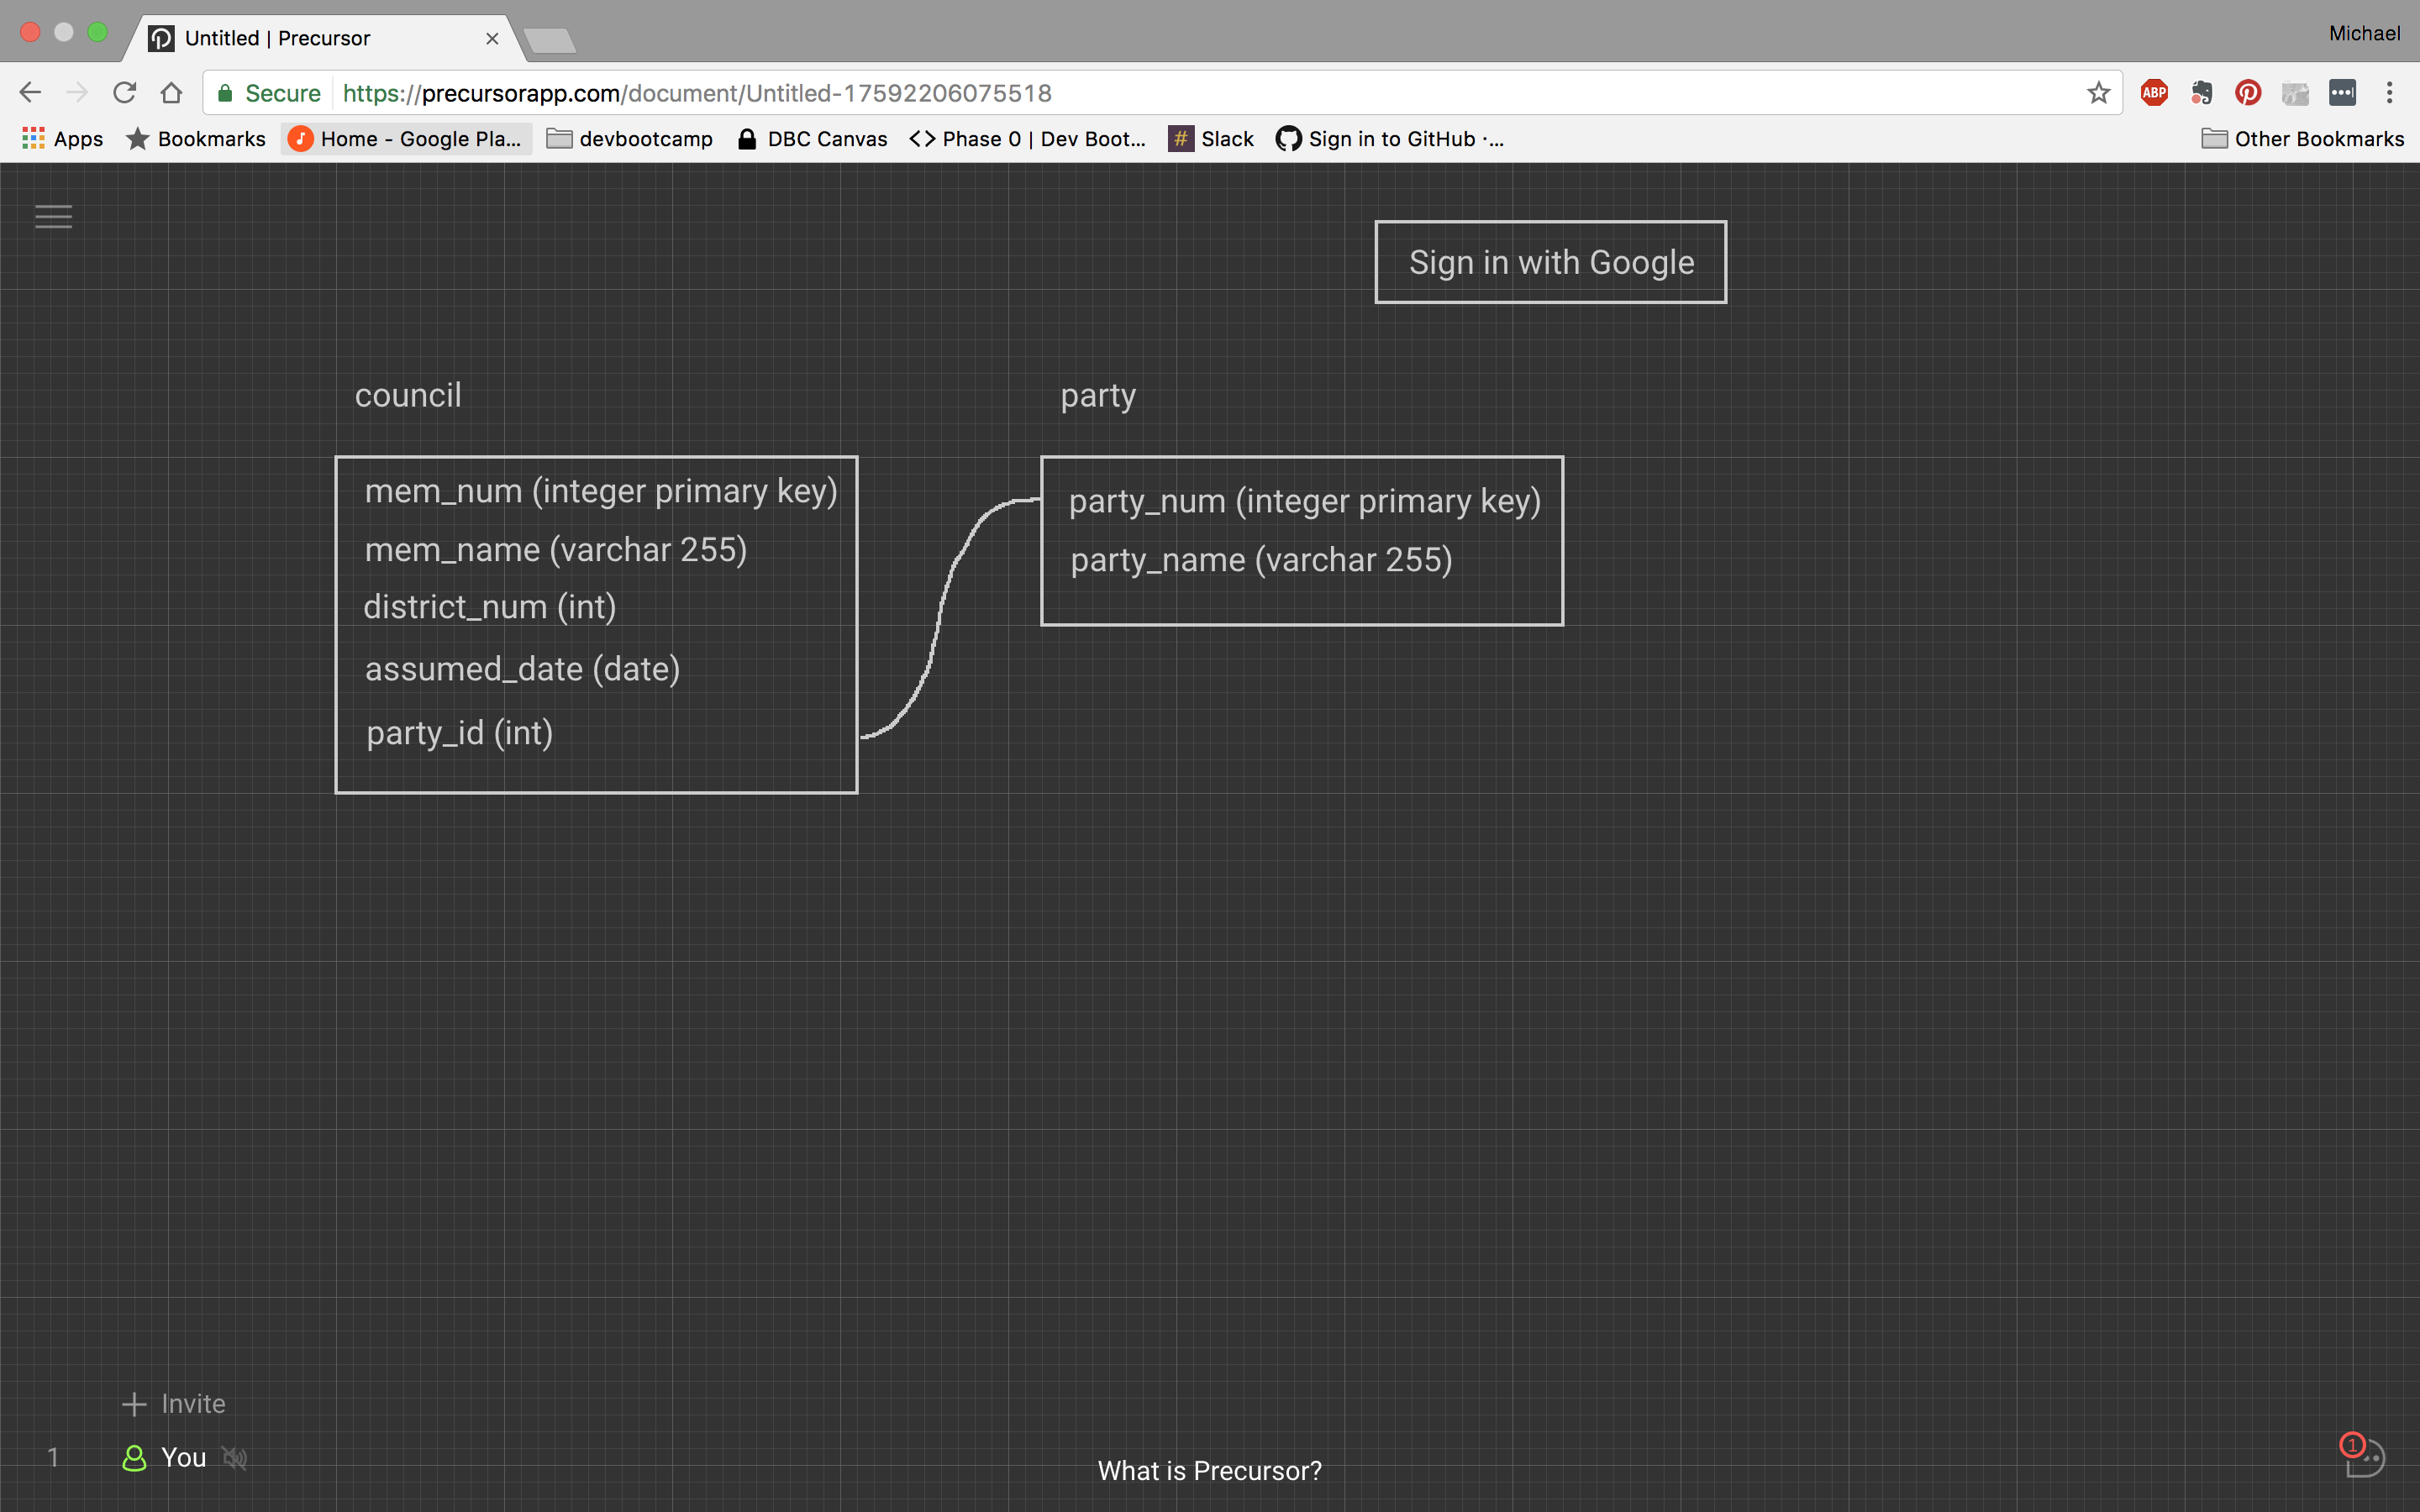 Untitled | Precursor
Michael
Secure https://precursorapp.com/document/Untitled-17592206075518
ABP
Apps Bookmarks Home - Google Pla... devbootcamp DBC Canvas <> Phase 0 | Dev Boot... # Slack Sign in to GitHub ·... Other Bookmarks
Sign in with Google
council
mem_num (integer primary key)
mem_name (varchar 255)
district_num (int)
assumed_date (date)
party_id (int)
party
party_num (integer primary key)
party_name (varchar 255)
+ Invite
1 You
What is Precursor?
1